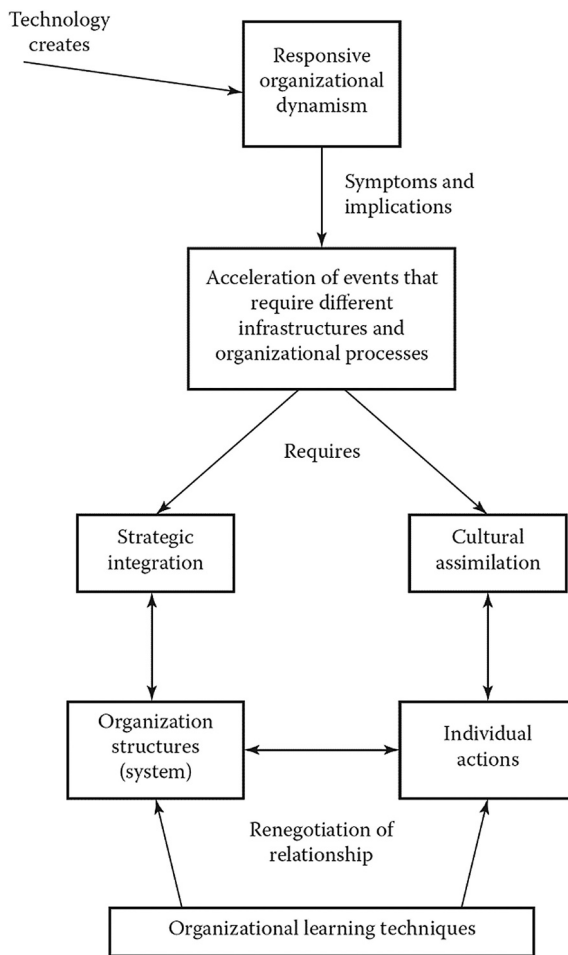 Technology
creates
Responsive
organizational
dynamism
Symptoms and
implications
Acceleration of events that
require different
infrastructures and
organizational processes
Requires
Strategic
integration
Cultural
assimilation
Organization
structures
(system)
Individual
actions
Renegotiation of
relationship
Organizational learning techniques